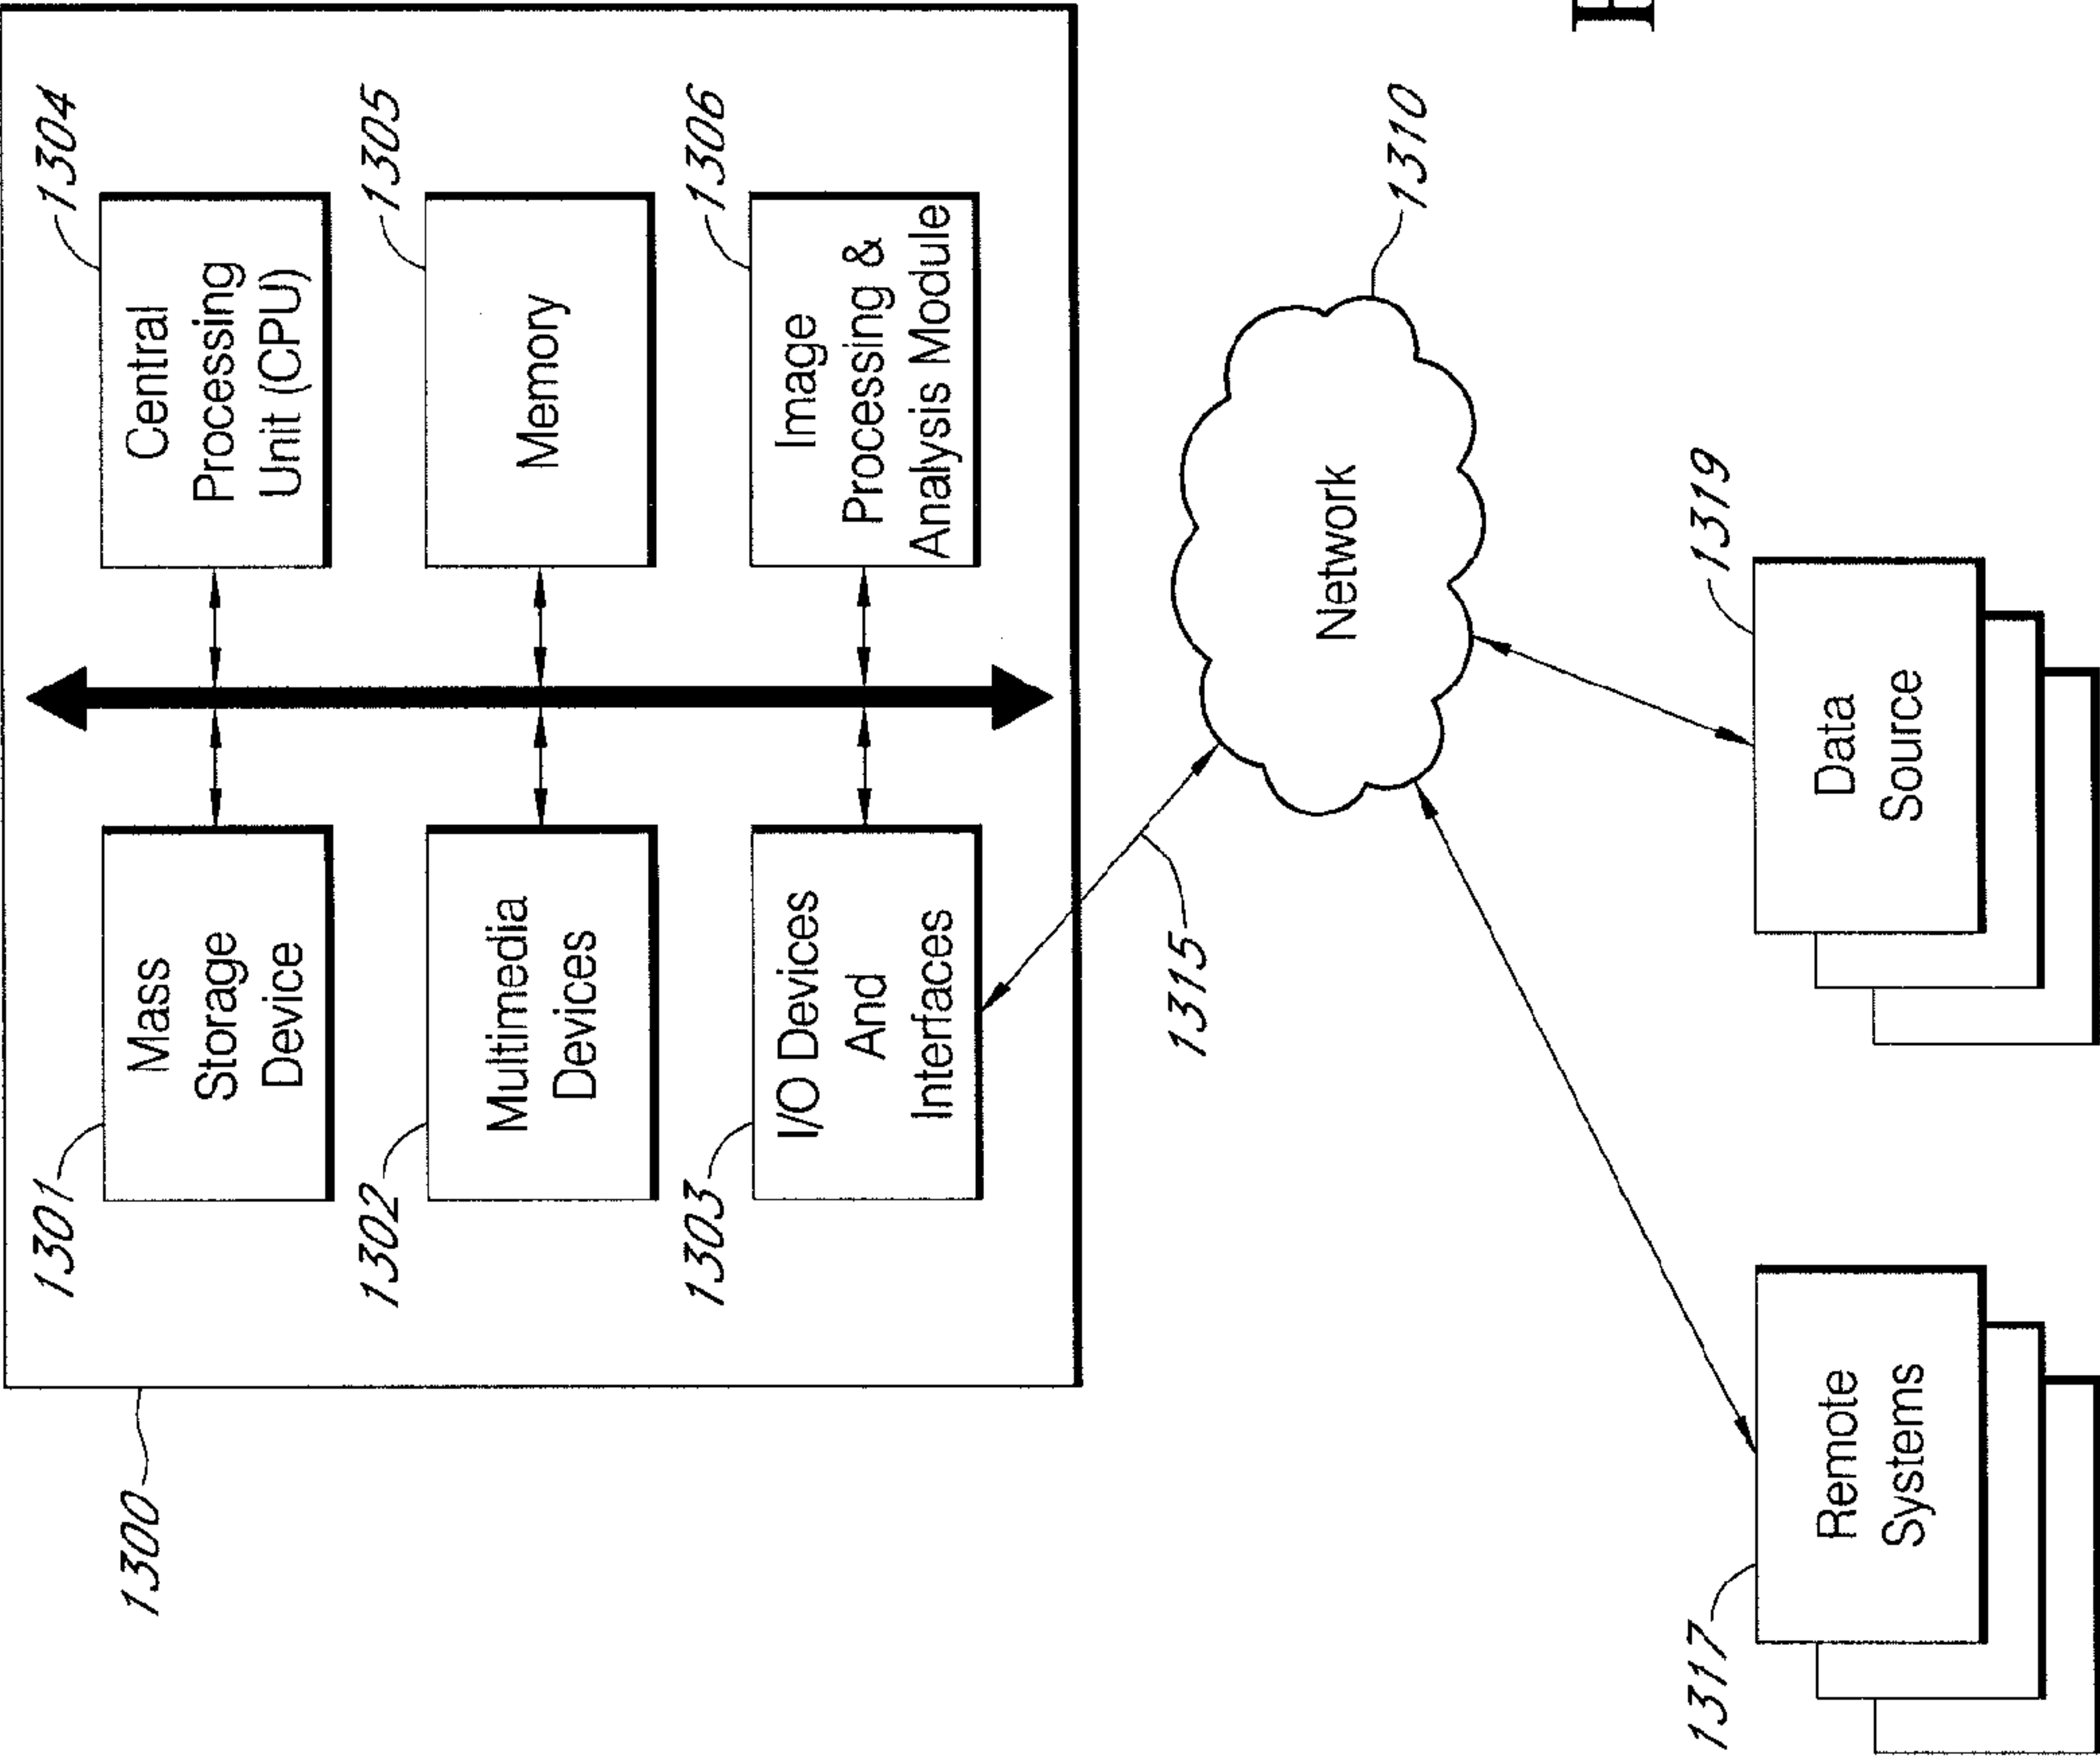 1300
1301
Mass
Storage
Device
1304
Central
Processing
Unit (CPU)
1302
Multimedia
Devices
1305
Memory
1303
I/O Devices
And
Interfaces
1306
Image
Processing &
Analysis Module
1315
Network
1310
1317
Remote
Systems
1319
Data
Source